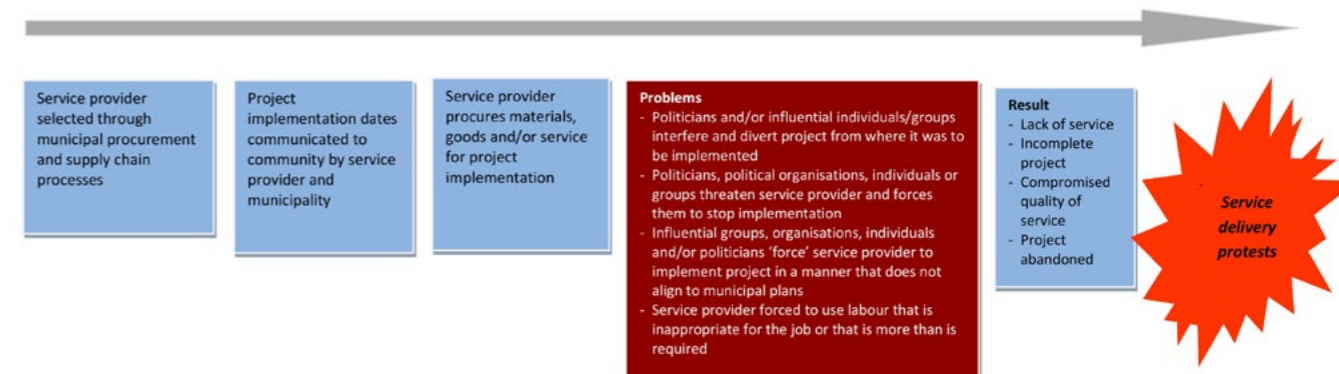 Service provider
selected through
municipal procurement
and supply chain
processes
Project
implementation dates
communicated to
community by service
provider and
municipality
Service provider
procures materials,
goods and/or service
for project
implementation
Problems
- Politicians and/or influential individuals/groups
interfere and divert project from where it was to
be implemented
- Politicians, political organisations, individuals or
groups threaten service provider and forces
them to stop implementation
- Influential groups, organisations, individuals
and/or politicians ‘force’ service provider to
implement project in a manner that does not
align to municipal plans
- Service provider forced to use labour that is
inappropriate for the job or that is more than is
required
Result
- Lack of service
- Incomplete
project
- Compromised
quality of
service
- Project
abandoned
Service
delivery
protests